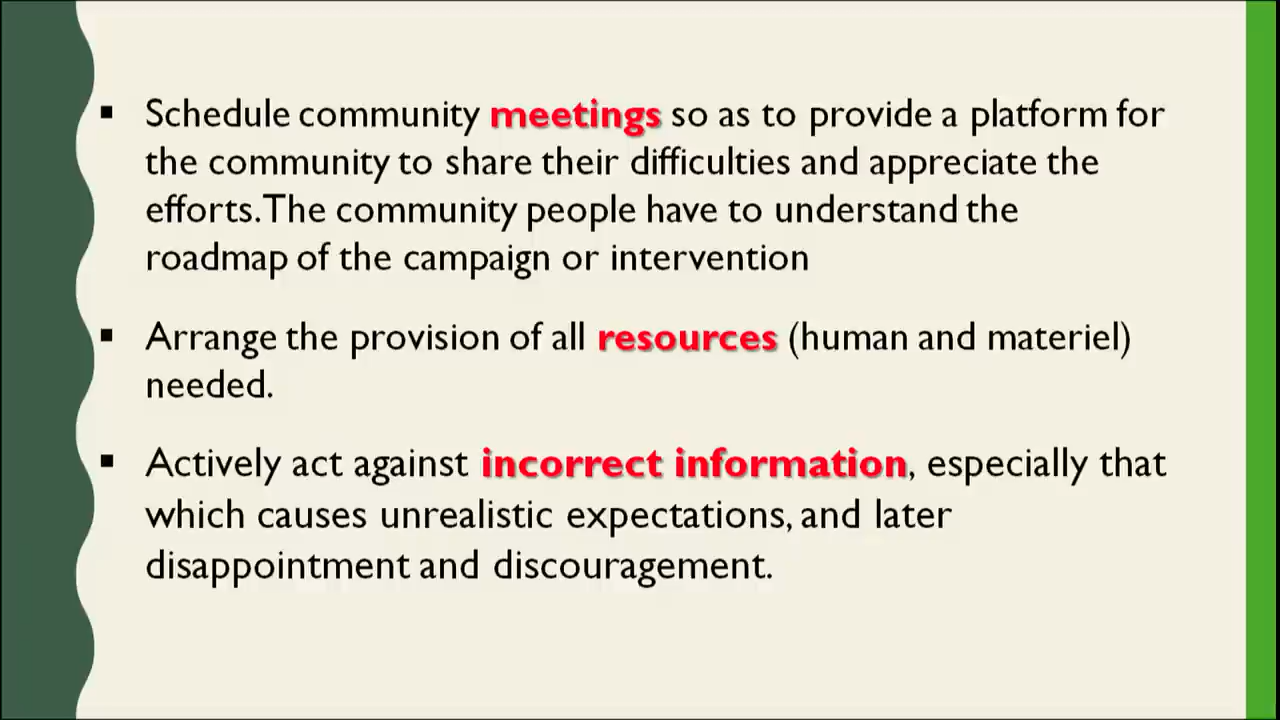 ▪ Schedule community meetings so as to provide a platform for
the community to share their difficulties and appreciate the
efforts. The community people have to understand the
roadmap of the campaign or intervention
▪ Arrange the provision of all resources (human and materiel)
needed.
▪ Actively act against incorrect information, especially that
which causes unrealistic expectations, and later
disappointment and discouragement.